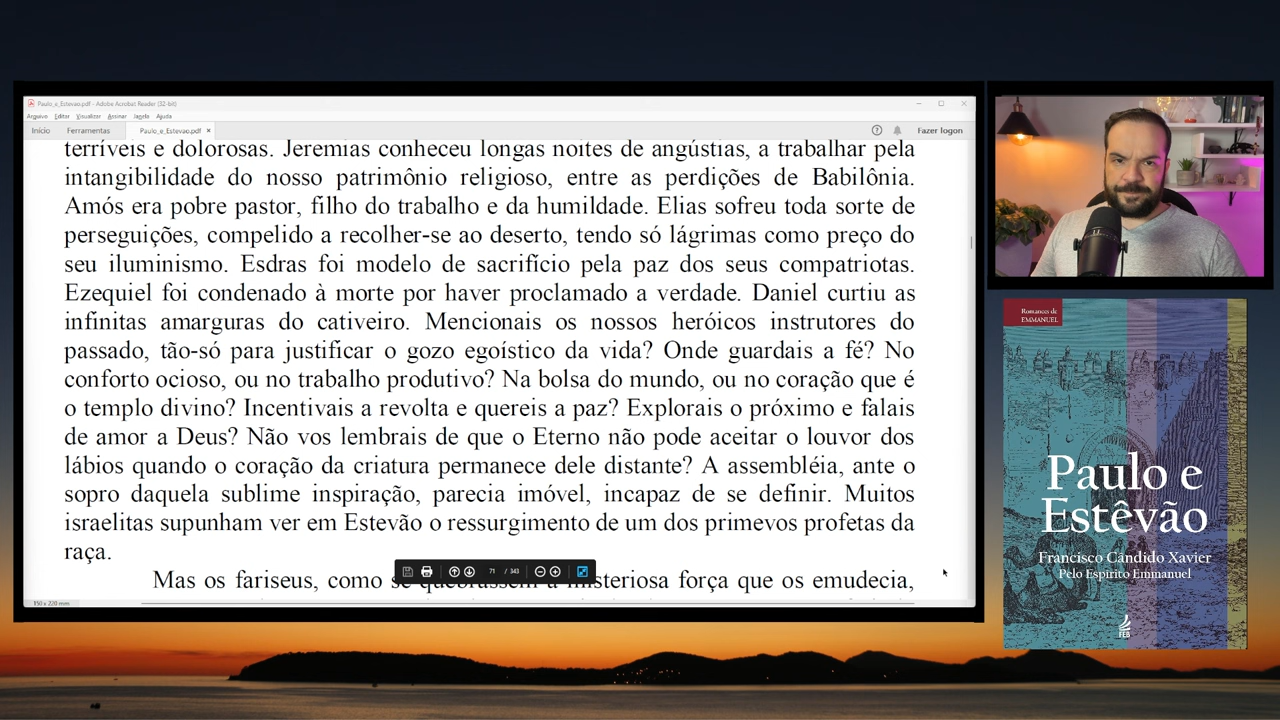 Paulo_e_Estevao.pdf - Adobe Acrobat Reader (32-bit)
Arquivo Editar Visualizar Assinar Janela Ajuda
Início Ferramentas Paulo_e_Estevao.pdf × Fazer logon
terríveis e dolorosas. Jeremias conheceu longas noites de angústias, a trabalhar pela
intangibilidade do nosso patrimônio religioso, entre as perdições de Babilônia.
Amós era pobre pastor, filho do trabalho e da humildade. Elias sofreu toda sorte de
perseguições, compelido a recolher-se ao deserto, tendo só lágrimas como preço do
seu iluminismo. Esdras foi modelo de sacrifício pela paz dos seus compatriotas.
Ezequiel foi condenado à morte por haver proclamado a verdade. Daniel curtiu as
infinitas amarguras do cativeiro. Mencionais os nossos heróicos instrutores do
passado, tão-só para justificar o gozo egoístico da vida? Onde guardais a fé? No
conforto ocioso, ou no trabalho produtivo? Na bolsa do mundo, ou no coração que é
o templo divino? Incentivais a revolta e quereis a paz? Explorais o próximo e falais
de amor a Deus? Não vos lembrais de que o Eterno não pode aceitar o louvor dos
lábios quando o coração da criatura permanece dele distante? A assembléia, ante o
sopro daquela sublime inspiração, parecia imóvel, incapaz de se definir. Muitos
israelitas supunham ver em Estevão o ressurgimento de um dos primevos profetas da
raça.
Mas os fariseus, como se quebrassem a misteriosa força que os emudecia,
71 / 343
150 x 220 mm
Romances de
EMMANUEL
Paulo e
Estêvão
Francisco Cândido Xavier
Pelo Espírito Emmanuel
FEB